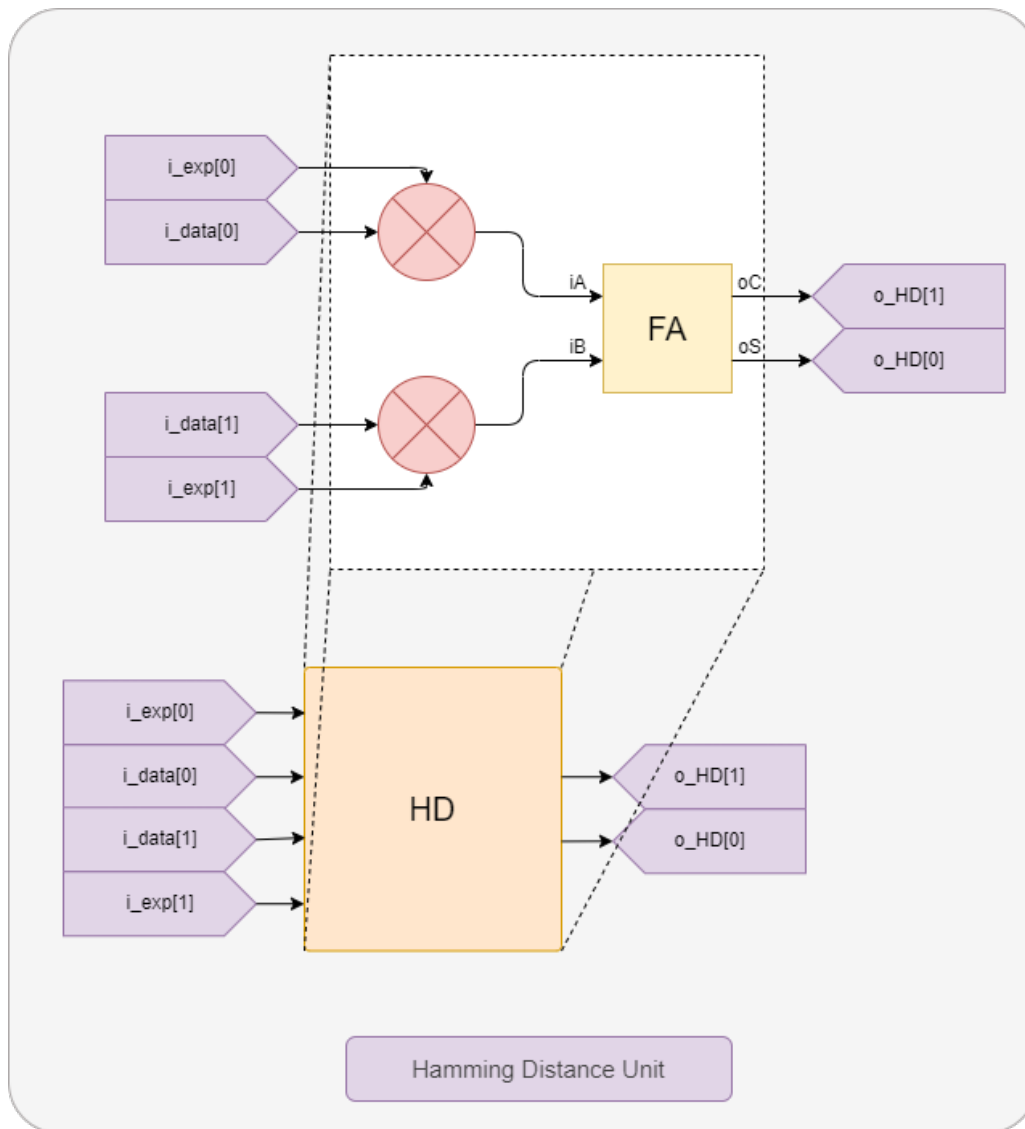 i_exp[0]
i_data[0]
iA
oC
o_HD[1]
FA
iB
oS
o_HD[0]
i_data[1]
i_exp[1]
i_exp[0]
i_data[0]
i_data[1]
i_exp[1]
HD
o_HD[1]
o_HD[0]
Hamming Distance Unit